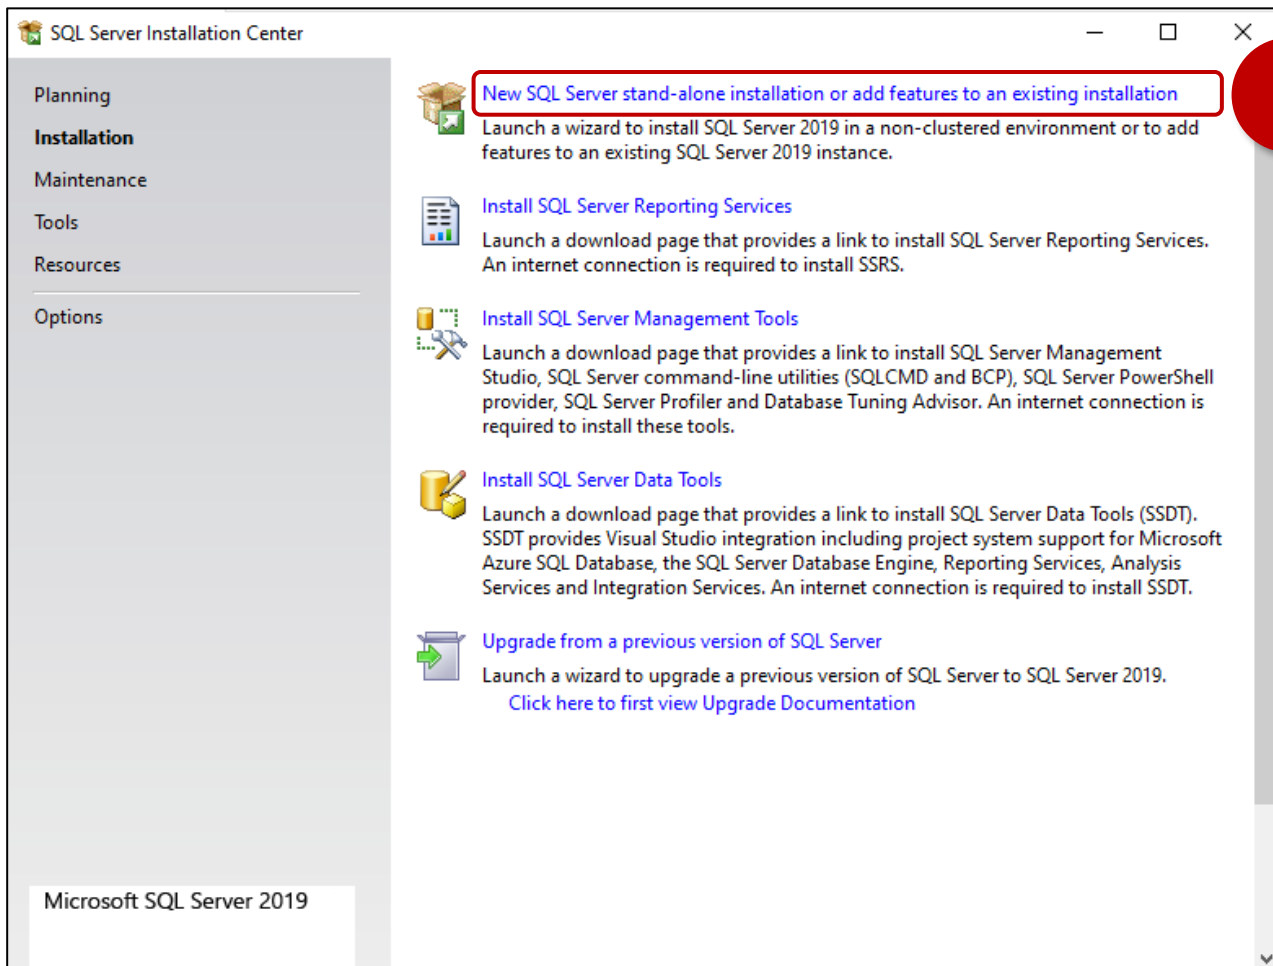 SQL Server Installation Center
Planning
Installation
Maintenance
Tools
Resources
Options
Microsoft SQL Server 2019
New SQL Server stand-alone installation or add features to an existing installation
Launch a wizard to install SQL Server 2019 in a non-clustered environment or to add
features to an existing SQL Server 2019 instance.
Install SQL Server Reporting Services
Launch a download page that provides a link to install SQL Server Reporting Services.
An internet connection is required to install SSRS.
Install SQL Server Management Tools
Launch a download page that provides a link to install SQL Server Management
Studio, SQL Server command-line utilities (SQLCMD and BCP), SQL Server PowerShell
provider, SQL Server Profiler and Database Tuning Advisor. An internet connection is
required to install these tools.
Install SQL Server Data Tools
Launch a download page that provides a link to install SQL Server Data Tools (SSDT).
SSDT provides Visual Studio integration including project system support for Microsoft
Azure SQL Database, the SQL Server Database Engine, Reporting Services, Analysis
Services and Integration Services. An internet connection is required to install SSDT.
Upgrade from a previous version of SQL Server
Launch a wizard to upgrade a previous version of SQL Server to SQL Server 2019.
Click here to first view Upgrade Documentation